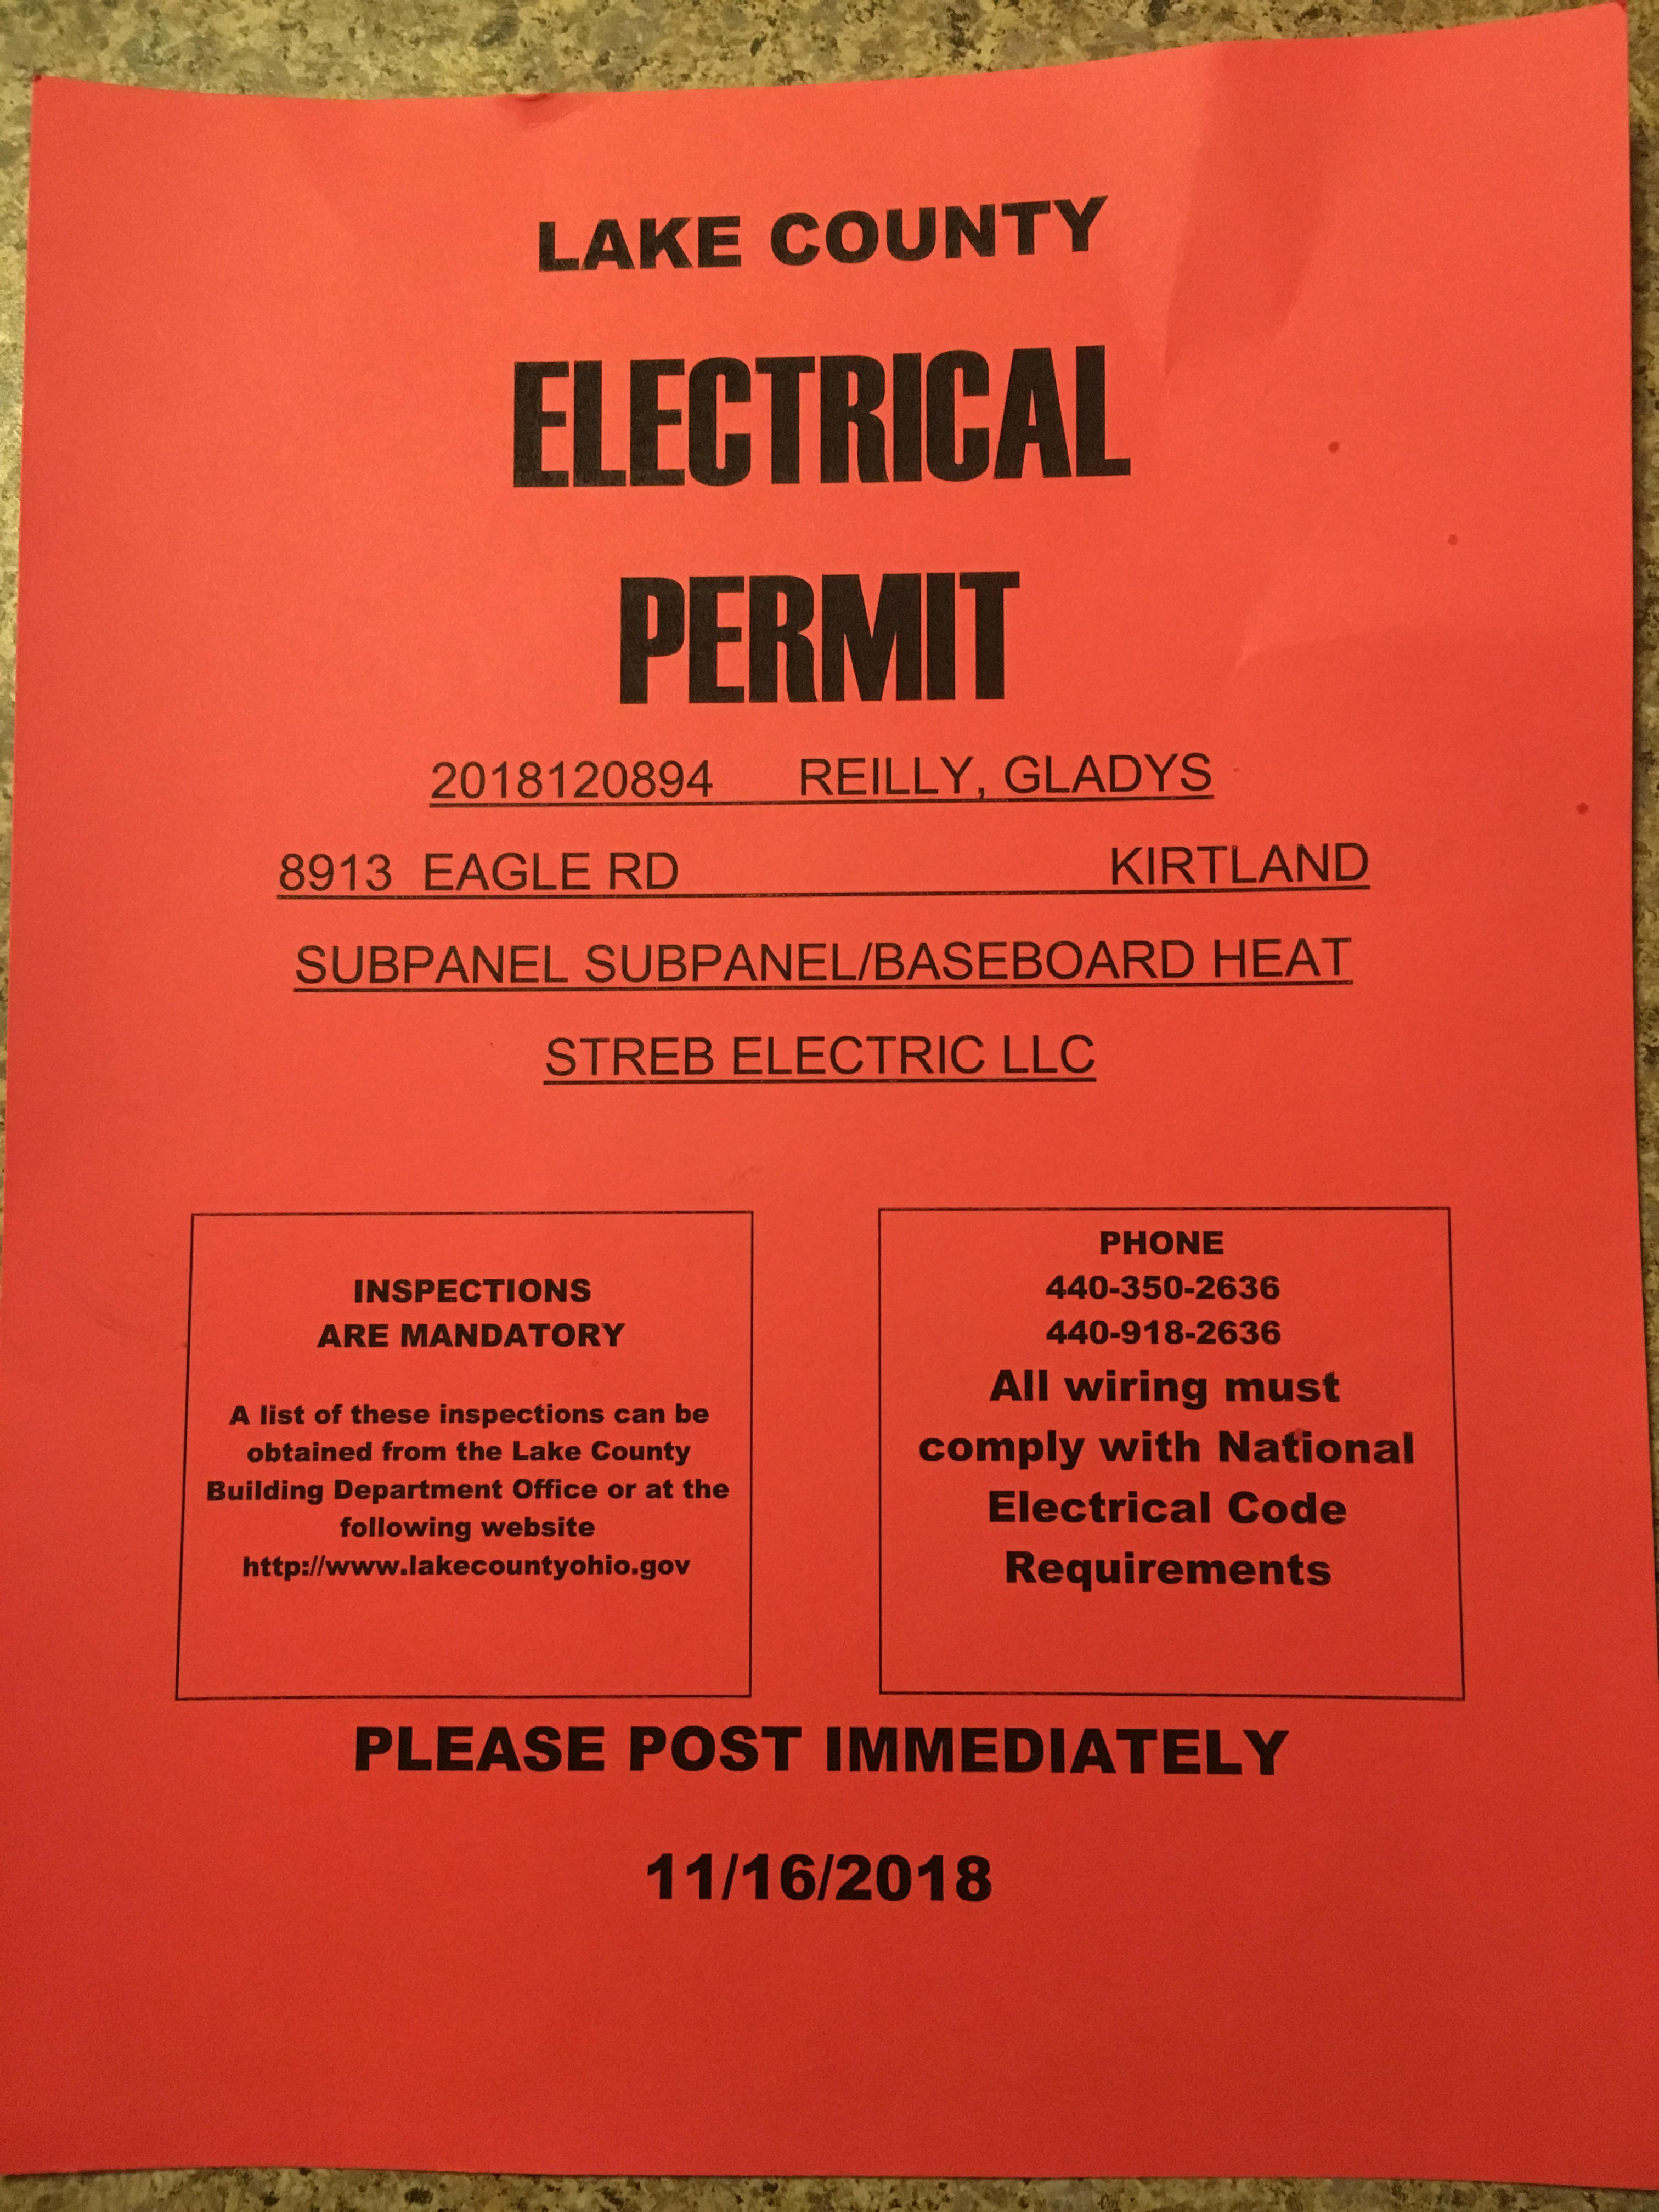 LAKE COUNTY
ELECTRICAL
PERMIT
2018120894 REILLY, GLADYS
8913 EAGLE RD KIRTLAND
SUBPANEL SUBPANEL/BASEBOARD HEAT
STREB ELECTRIC LLC
INSPECTIONS
ARE MANDATORY
A list of these inspections can be
obtained from the Lake County
Building Department Office or at the
following website
http://www.lakecountyohio.gov
PHONE
440-350-2636
440-918-2636
All wiring must
comply with National
Electrical Code
Requirements
PLEASE POST IMMEDIATELY
11/16/2018